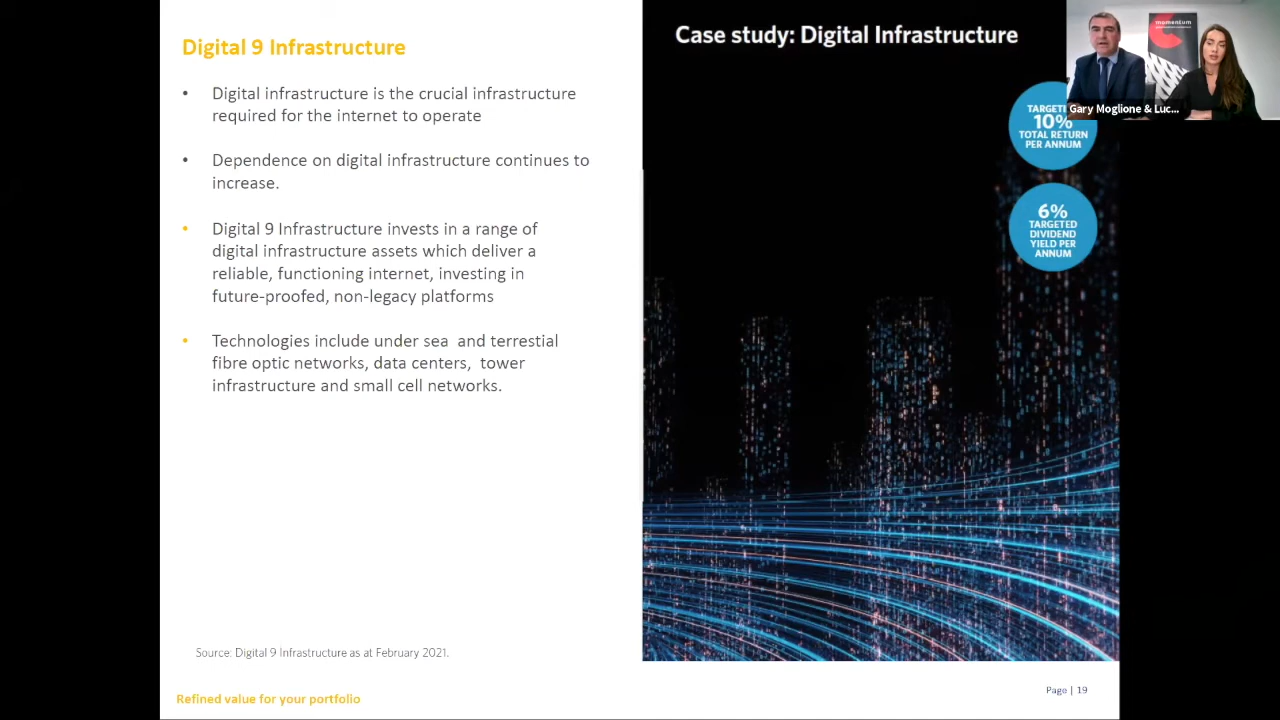 Digital 9 Infrastructure
• Digital infrastructure is the crucial infrastructure
required for the internet to operate
• Dependence on digital infrastructure continues to
increase.
• Digital 9 Infrastructure invests in a range of
digital infrastructure assets which deliver a
reliable, functioning internet, investing in
future-proofed, non-legacy platforms
• Technologies include under sea and terrestial
fibre optic networks, data centers, tower
infrastructure and small cell networks.
Source: Digital 9 Infrastructure as at February 2021.
Refined value for your portfolio
Case study: Digital Infrastructure
momentum
Gary Moglione & Luc...
10%
TOTAL RETURN
PER ANNUM
6%
TARGETED
DIVIDEND
YIELD PER
ANNUM
Page | 19